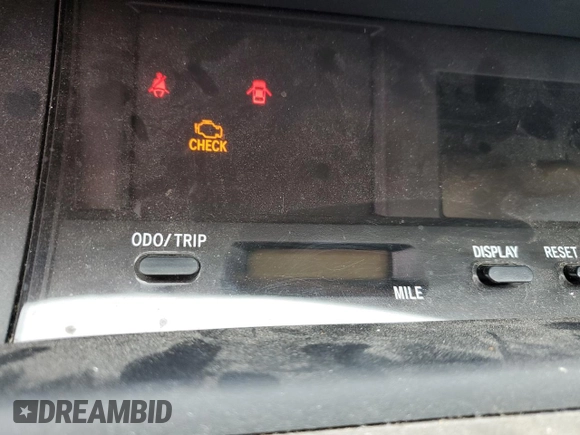 CHECK
ODO/TRIP
DISPLAY
RESET
MILE
DREAMBID